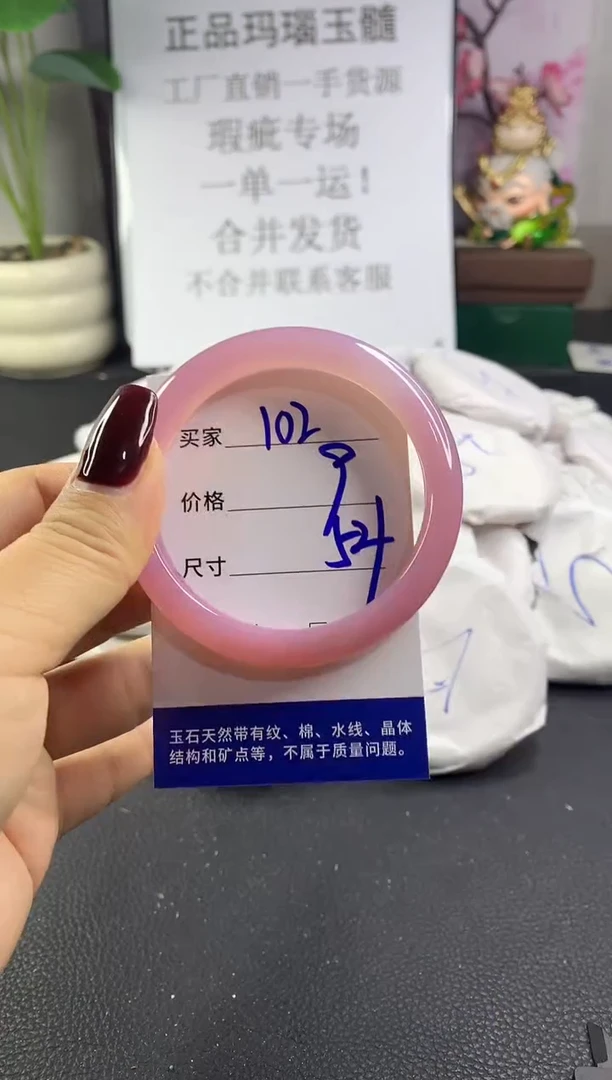 正品玛瑙玉髓
工厂直销一手货源
瑕疵专场
一单一运！
合并发货
不合并联系客服
买家 102
价格
尺寸 54
玉石天然带有纹、棉、水线、晶体
结构和矿点等，不属于质量问题。